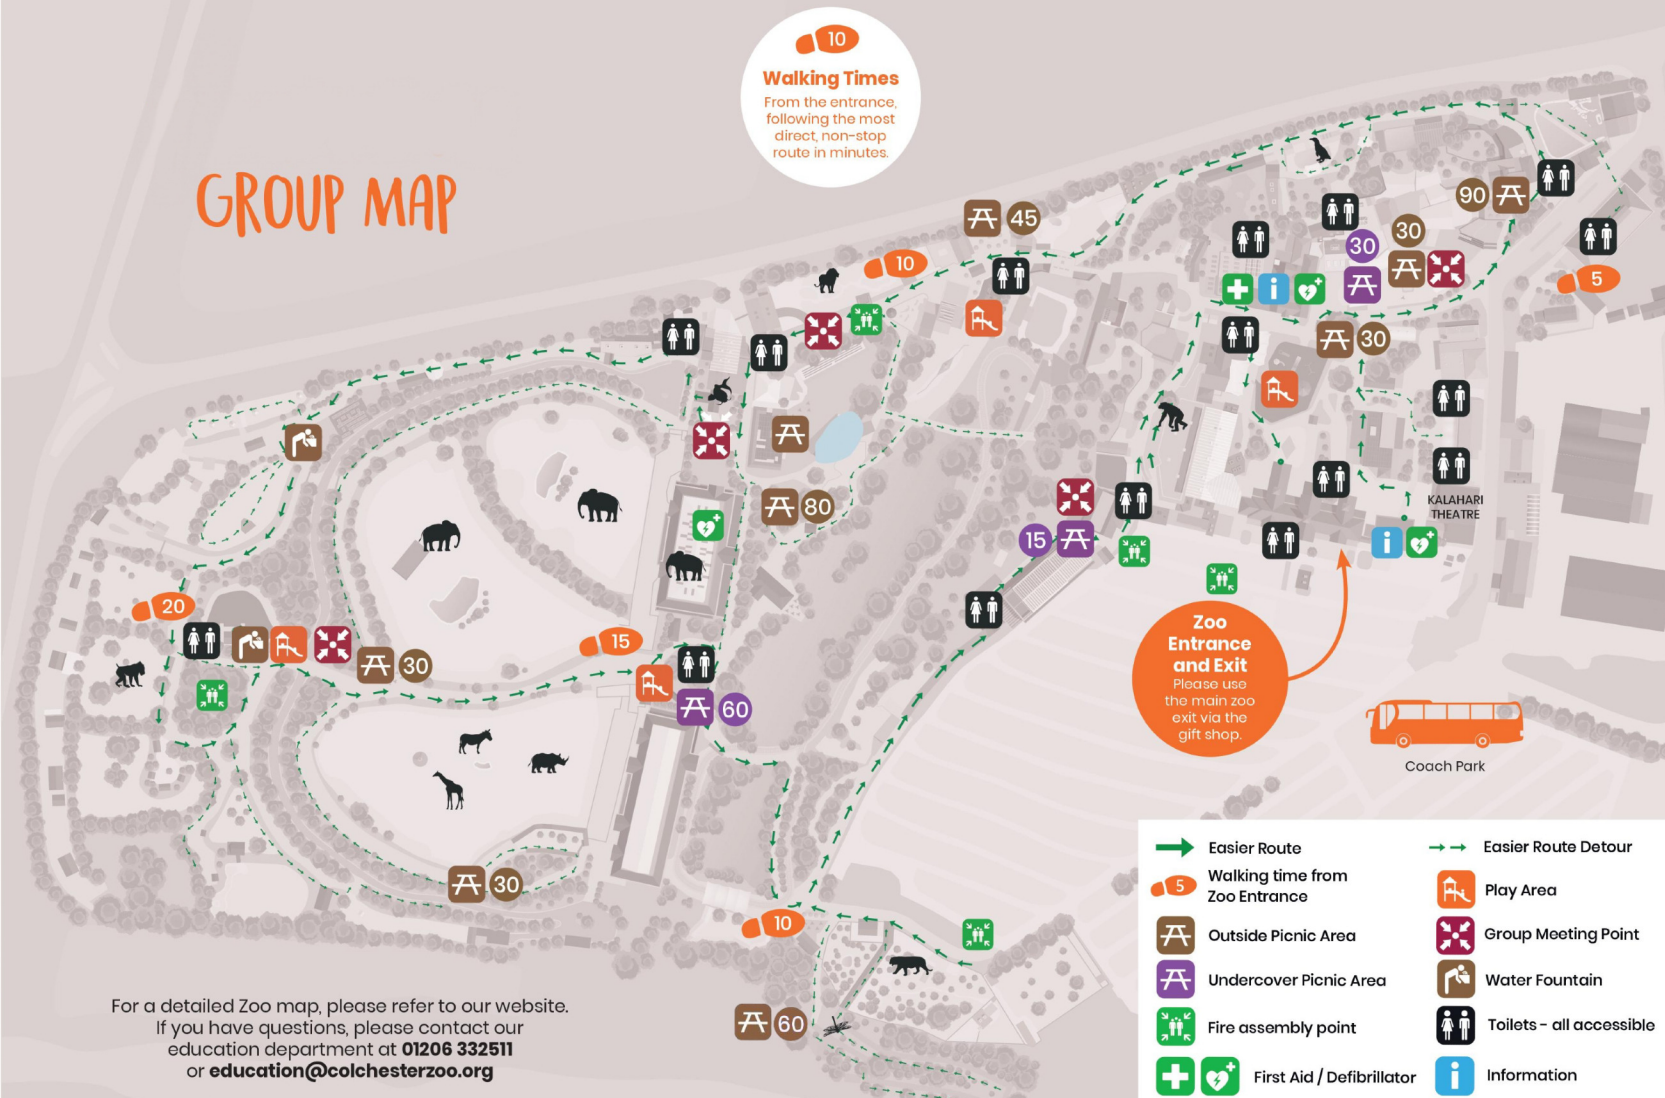 10
Walking Times
From the entrance,
following the most
direct, non-stop
route in minutes.
GROUP MAP
90
45
30
30
10
5
30
80
KALAHARI
THEATRE
15
20
15
30
60
Zoo
Entrance
and Exit
Please use
the main zoo
exit via the
gift shop.
Coach Park
30
10
60
For a detailed Zoo map, please refer to our website.
If you have questions, please contact our
education department at 01206 332511
or education@colchesterzoo.org
Easier Route
Easier Route Detour
5
Walking time from
Zoo Entrance
Play Area
Outside Picnic Area
Group Meeting Point
Undercover Picnic Area
Water Fountain
Fire assembly point
Toilets - all accessible
First Aid / Defibrillator
i
Information